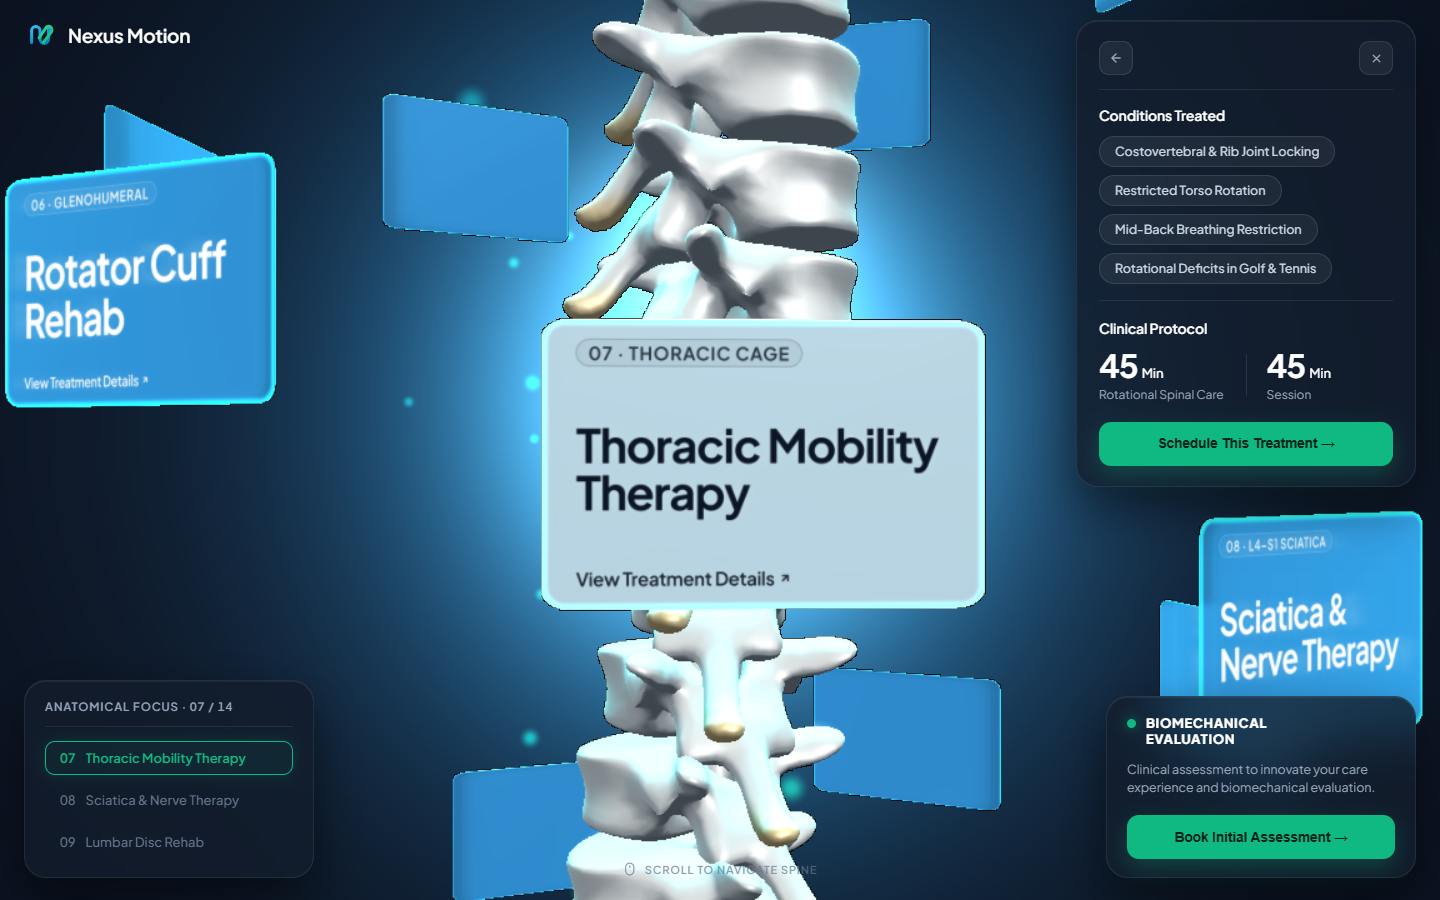 Nexus Motion
06 · GLENOHUMERAL
Rotator Cuff
Rehab
View Treatment Details ↗
07 · THORACIC CAGE
Thoracic Mobility
Therapy
View Treatment Details ↗
Conditions Treated
Costovertebral & Rib Joint Locking
Restricted Torso Rotation
Mid-Back Breathing Restriction
Rotational Deficits in Golf & Tennis
Clinical Protocol
45 Min
Rotational Spinal Care
45 Min
Session
Schedule This Treatment →
08 · L4-S1 SCIATICA
Sciatica &
Nerve Therapy
ANATOMICAL FOCUS · 07 / 14
07 Thoracic Mobility Therapy
08 Sciatica & Nerve Therapy
09 Lumbar Disc Rehab
SCROLL TO NAVIGATE SPINE
BIOMECHANICAL
EVALUATION
Clinical assessment to innovate your care
experience and biomechanical evaluation.
Book Initial Assessment →